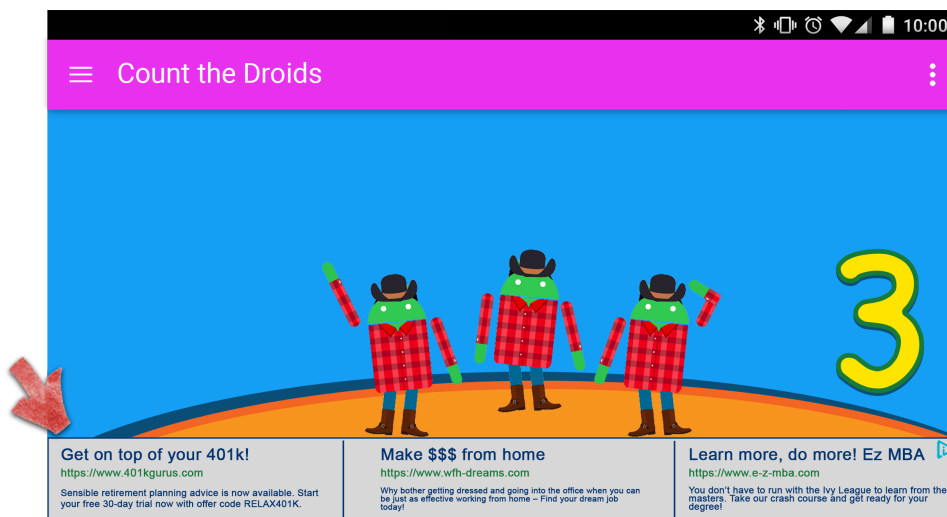 10:00
Count the Droids
3
Get on top of your 401k!
https://www.401kgurus.com
Sensible retirement planning advice is now available. Start
your free 30-day trial now with offer code RELAX401K.
Make $$$ from home
https://www.wfh-dreams.com
Why bother getting dressed and going into the office when you can
be just as effective working from home – Find your dream job
today!
Learn more, do more! Ez MBA
https://www.e-z-mba.com
You don't have to run with the Ivy League to learn from the
masters. Take our crash course and get ready for your
degree!